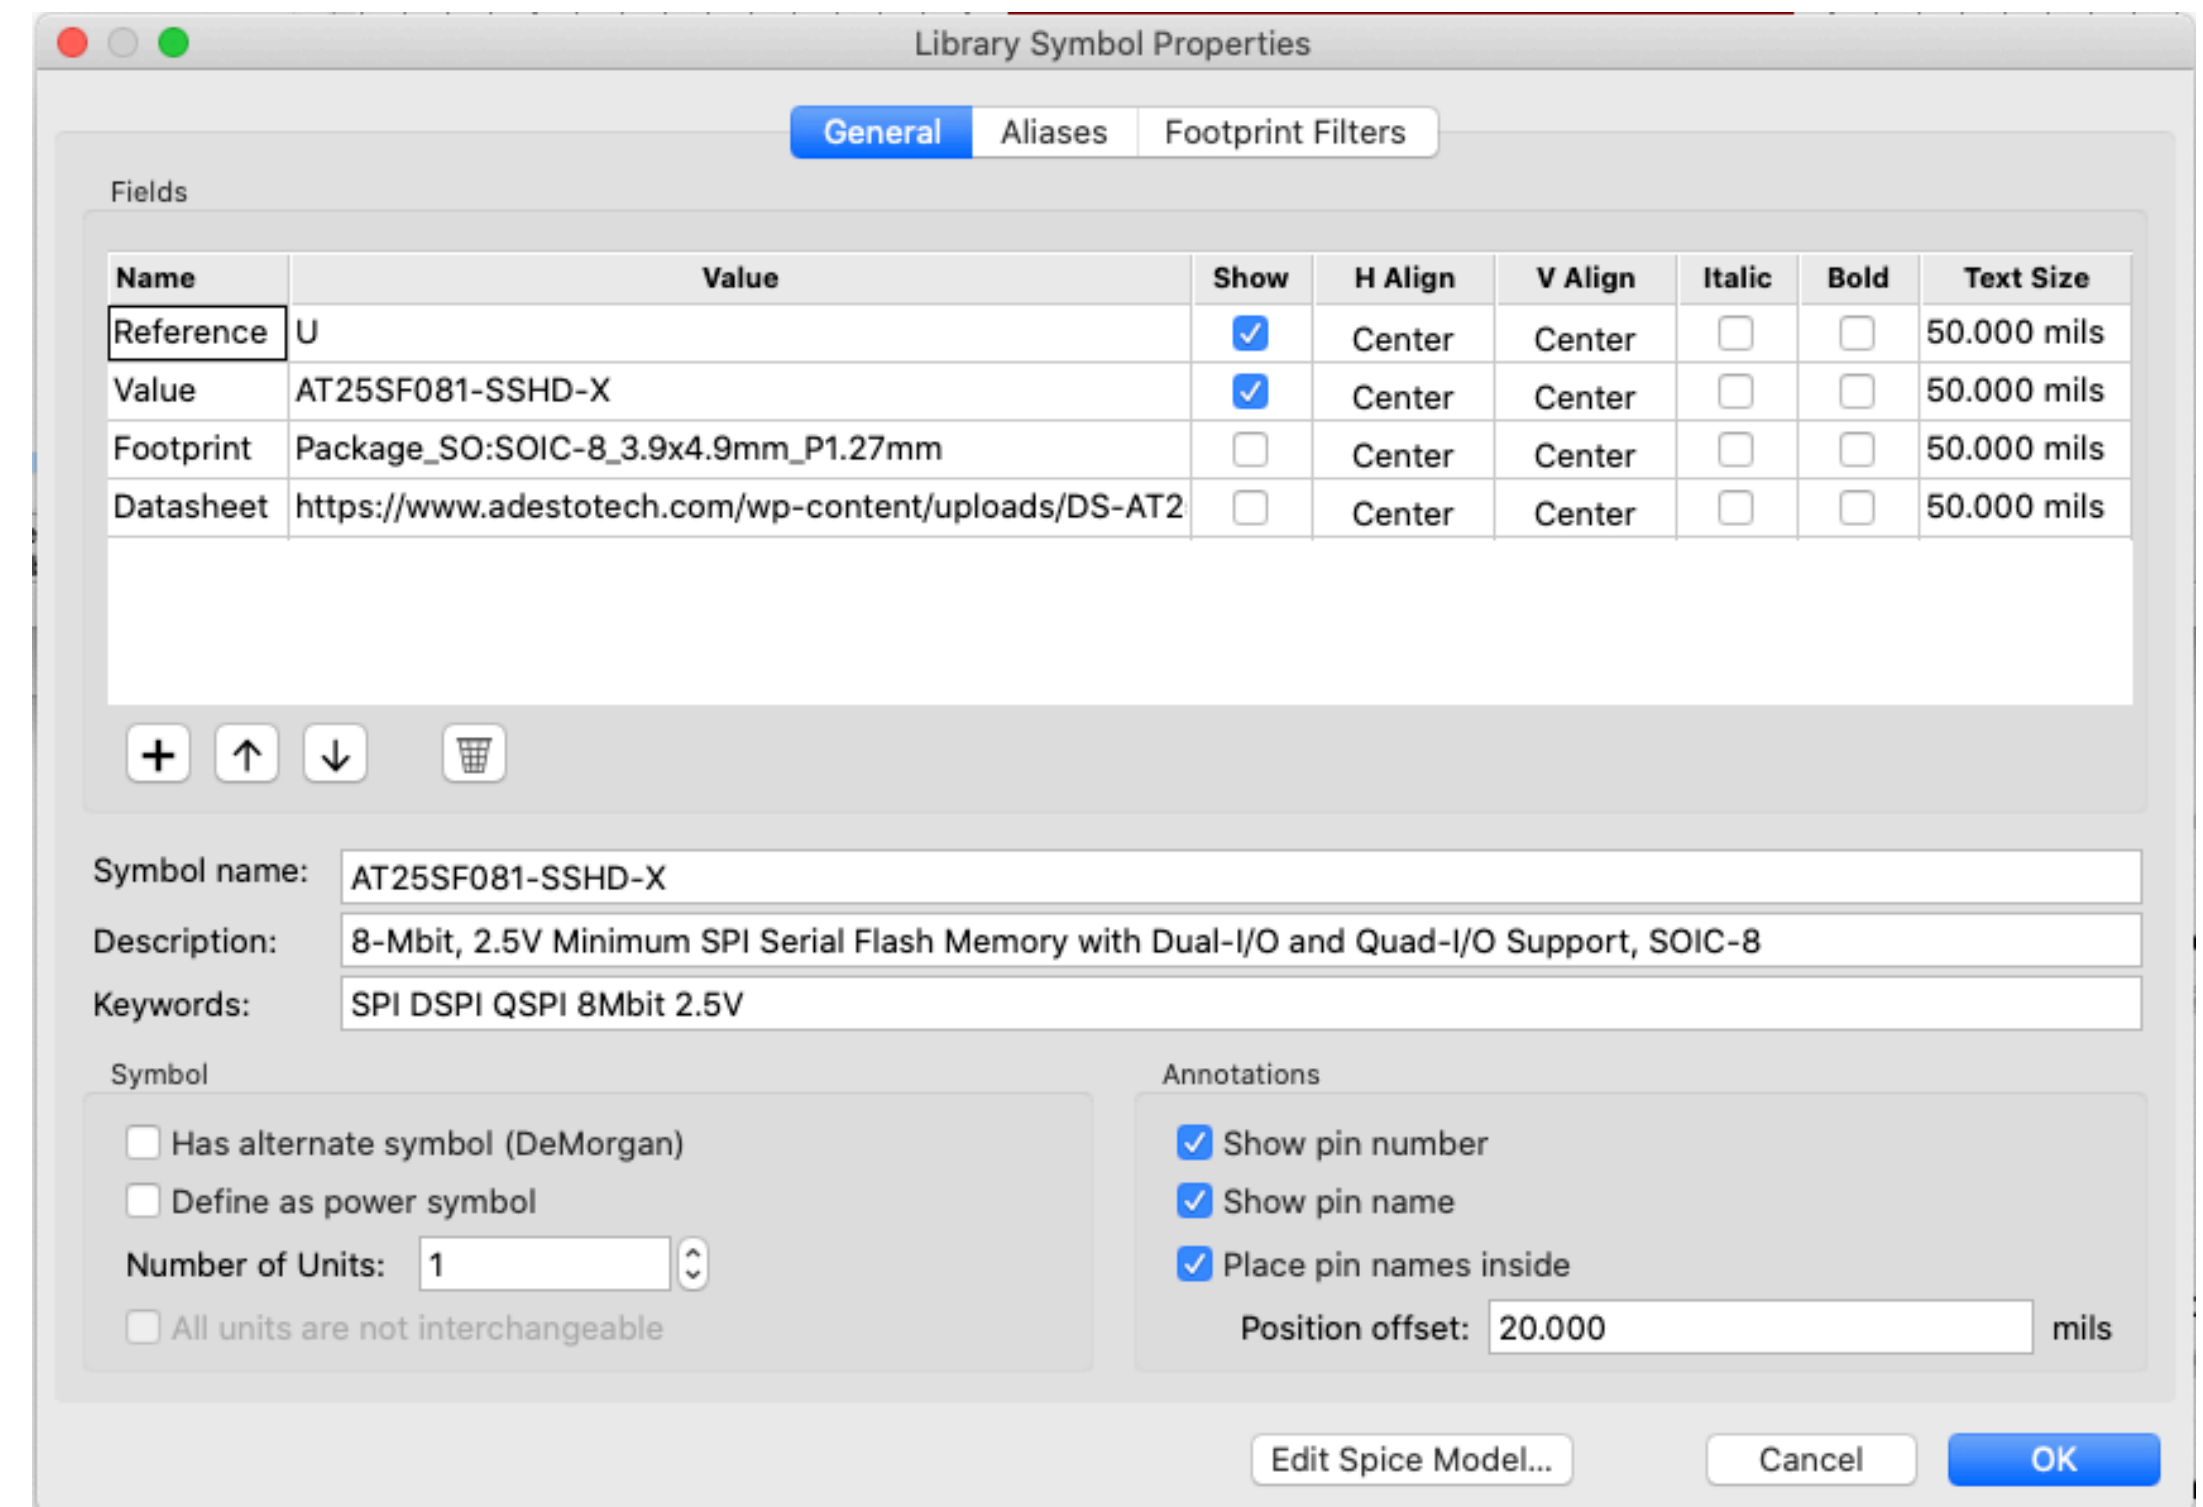 Library Symbol Properties
General Aliases Footprint Filters
Fields
Name Value Show H Align V Align Italic Bold Text Size
Reference U Center Center 50.000 mils
Value AT25SF081-SSHD-X Center Center 50.000 mils
Footprint Package_SO:SOIC-8_3.9x4.9mm_P1.27mm Center Center 50.000 mils
Datasheet https://www.adestotech.com/wp-content/uploads/DS-AT2 Center Center 50.000 mils
Symbol name: AT25SF081-SSHD-X
Description: 8-Mbit, 2.5V Minimum SPI Serial Flash Memory with Dual-I/O and Quad-I/O Support, SOIC-8
Keywords: SPI DSPI QSPI 8Mbit 2.5V
Symbol
Has alternate symbol (DeMorgan)
Define as power symbol
Number of Units: 1
All units are not interchangeable
Annotations
Show pin number
Show pin name
Place pin names inside
Position offset: 20.000 mils
Edit Spice Model... Cancel OK